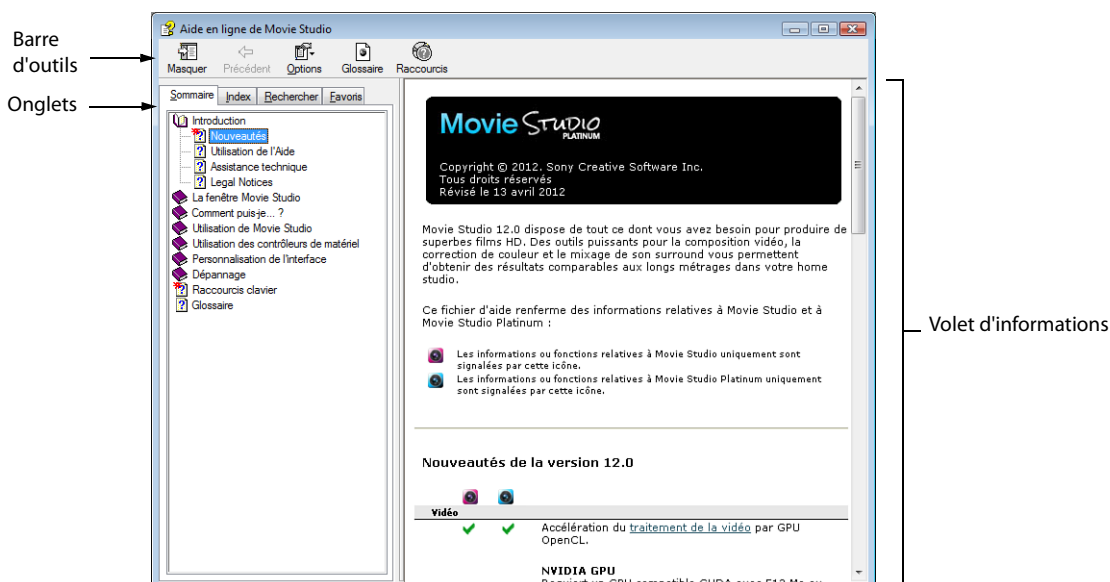 Aide en ligne de Movie Studio
Barre
d'outils
Masquer Précédent Options Glossaire Raccourcis
Onglets
Sommaire Index Rechercher Favoris
Introduction
Nouveautés
Utilisation de l'Aide
Assistance technique
Legal Notices
La fenêtre Movie Studio
Comment puis-je... ?
Utilisation de Movie Studio
Utilisation des contrôleurs de matériel
Personnalisation de l'interface
Dépannage
Raccourcis clavier
Glossaire
Movie STUDIO
PLATINUM
Copyright © 2012. Sony Creative Software Inc.
Tous droits réservés
Révisé le 13 avril 2012
Movie Studio 12.0 dispose de tout ce dont vous avez besoin pour produire de
superbes films HD. Des outils puissants pour la composition vidéo, la
correction de couleur et le mixage de son surround vous permettent
d'obtenir des résultats comparables aux longs métrages dans votre home
studio.
Ce fichier d'aide renferme des informations relatives à Movie Studio et à
Movie Studio Platinum :
Les informations ou fonctions relatives à Movie Studio uniquement sont
signalées par cette icône.
Les informations ou fonctions relatives à Movie Studio Platinum uniquement
sont signalées par cette icône.
Nouveautés de la version 12.0
Vidéo
Accélération du traitement de la vidéo par GPU
OpenCL.
NVIDIA GPU
Requiert un GPU compatible CUDA avec 512 Mo ou
Volet d'informations